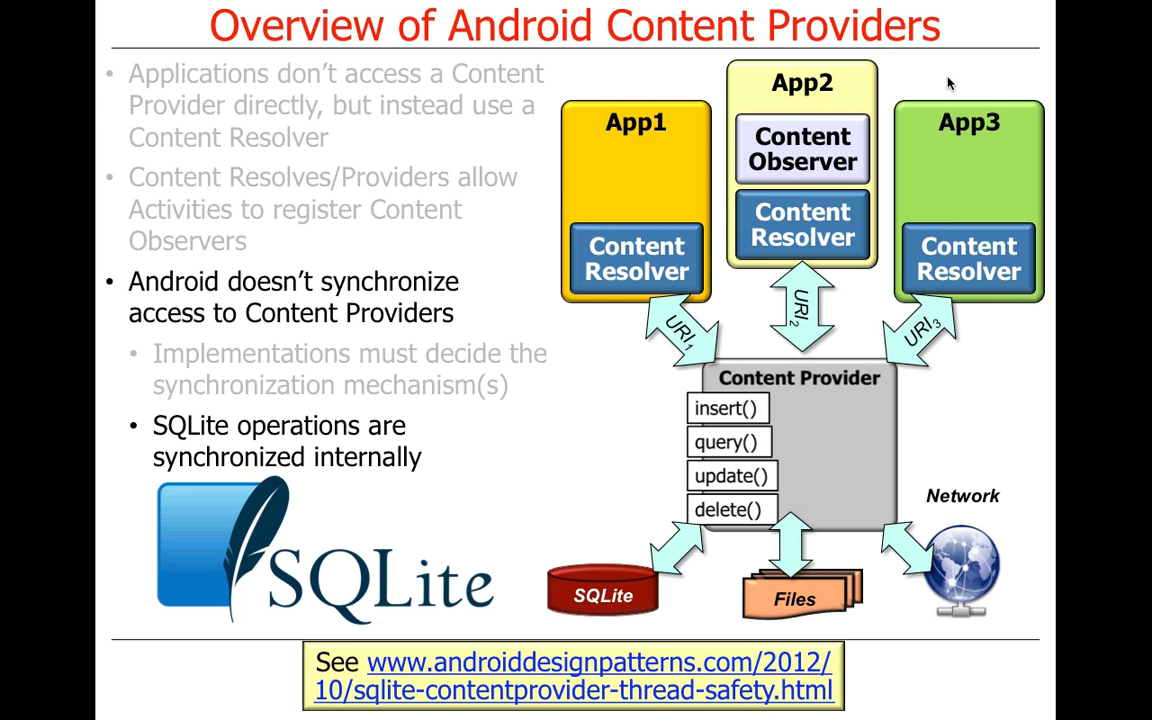 Overview of Android Content Providers
• Applications don’t access a Content
Provider directly, but instead use a
Content Resolver
• Content Resolves/Providers allow
Activities to register Content
Observers
• Android doesn’t synchronize
access to Content Providers
• Implementations must decide the
synchronization mechanism(s)
• SQLite operations are
synchronized internally
SQLite
App1
Content
Resolver
App2
Content
Observer
Content
Resolver
App3
Content
Resolver
URI1
URI2
URI3
Content Provider
insert()
query()
update()
delete()
SQLite
Files
Network
See www.androiddesignpatterns.com/2012/
10/sqlite-contentprovider-thread-safety.html